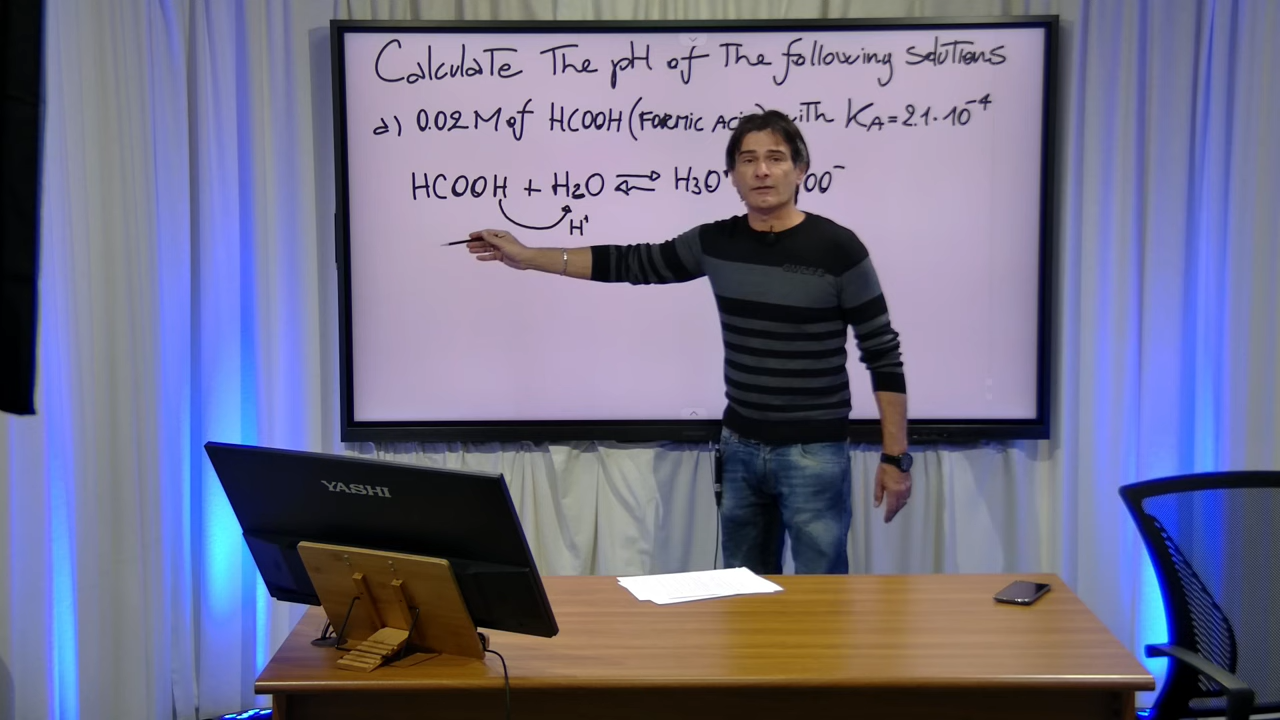 Calculate The pH of The following solutions
a) 0.02 M of HCOOH (FORMIC ACI with KA = 2.1·10⁻⁴
HCOOH + H₂O ⇌ H₃O⁺ OO⁻
H⁺
YASHI